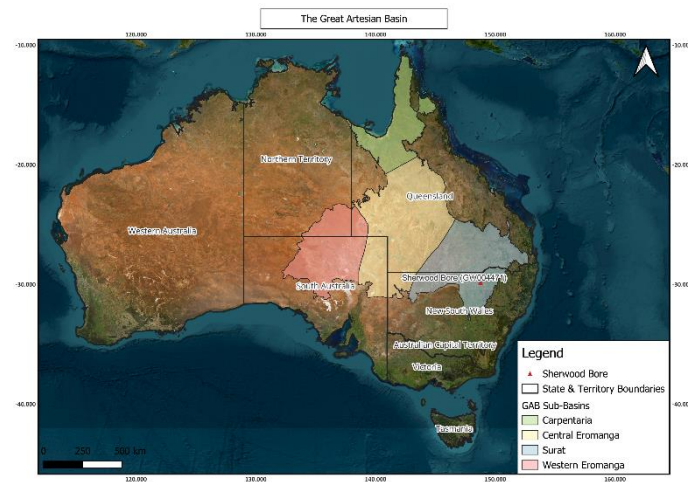 The Great Artesian Basin
120.000
130.000
140.000
150.000
160.000
-10.000
-10.000
-20.000
-20.000
-30.000
-30.000
-40.000
-40.000
Northern Territory
Queensland
Western Australia
Sherwood Bore (GW004471)
South Australia
New South Wales
Australian Capital Territory
Victoria
Tasmania
0 250 500 km
Legend
Sherwood Bore
State & Territory Boundaries
GAB Sub-Basins
Carpentaria
Central Eromanga
Surat
Western Eromanga
120.000
130.000
140.000
150.000
160.000